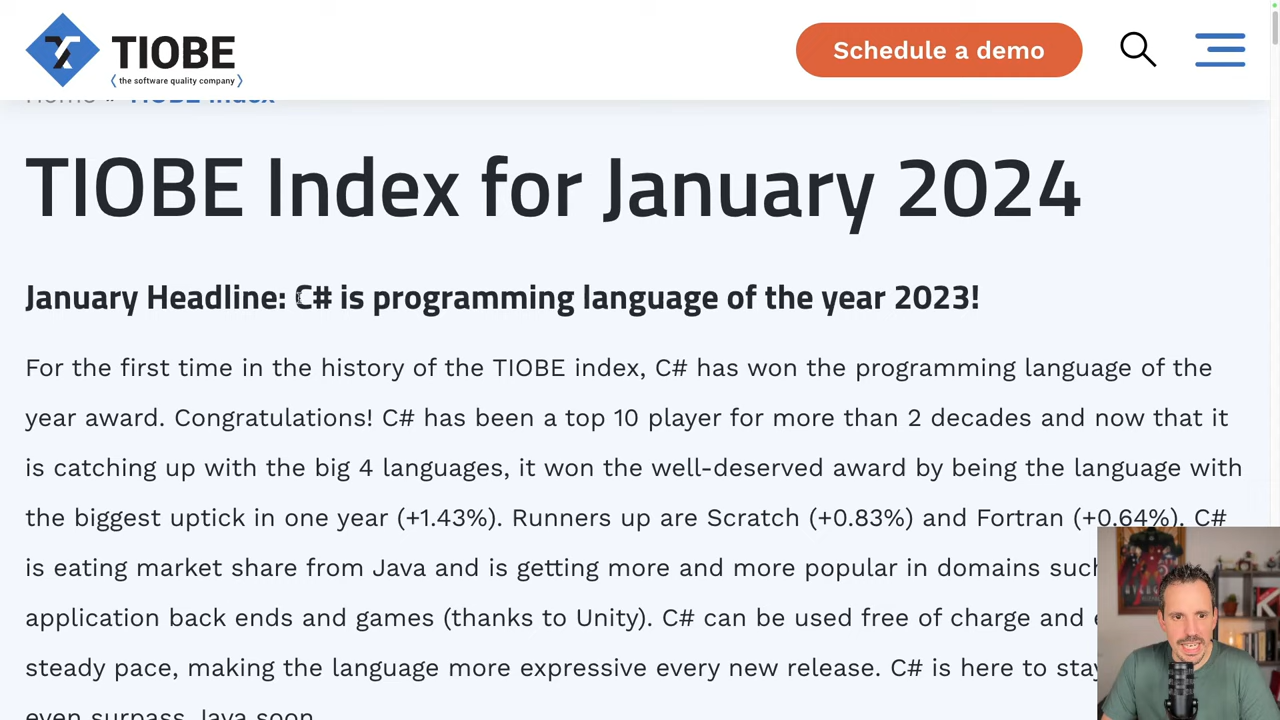 TIOBE
(the software quality company)
Schedule a demo
Home » TIOBE Index
TIOBE Index for January 2024
January Headline: C# is programming language of the year 2023!
For the first time in the history of the TIOBE index, C# has won the programming language of the
year award. Congratulations! C# has been a top 10 player for more than 2 decades and now that it
is catching up with the big 4 languages, it won the well-deserved award by being the language with
the biggest uptick in one year (+1.43%). Runners up are Scratch (+0.83%) and Fortran (+0.64%). C#
is eating market share from Java and is getting more and more popular in domains such
application back ends and games (thanks to Unity). C# can be used free of charge and
steady pace, making the language more expressive every new release. C# is here to stay
even surpass Java soon